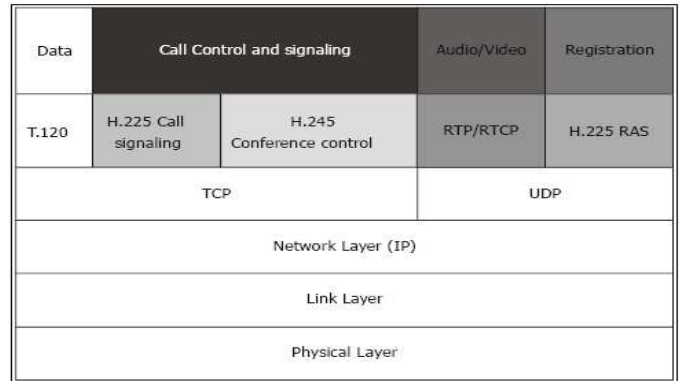 Data
Call Control and signaling
Audio/Video
Registration
T.120
H.225 Call
signaling
H.245
Conference control
RTP/RTCP
H.225 RAS
TCP
UDP
Network Layer (IP)
Link Layer
Physical Layer